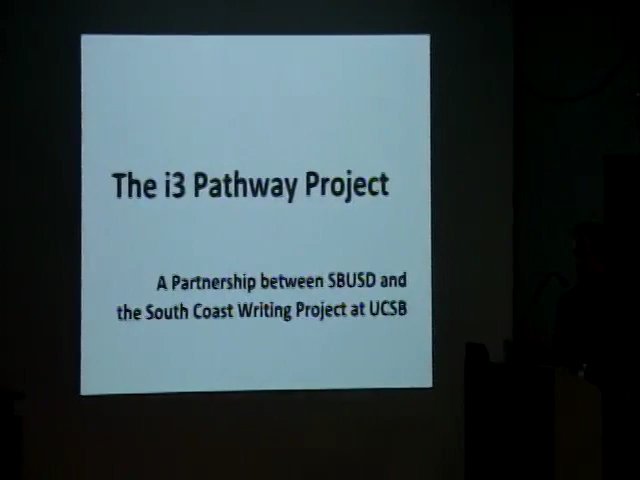 The i3 Pathway Project
A Partnership between SBUSD and
the South Coast Writing Project at UCSB